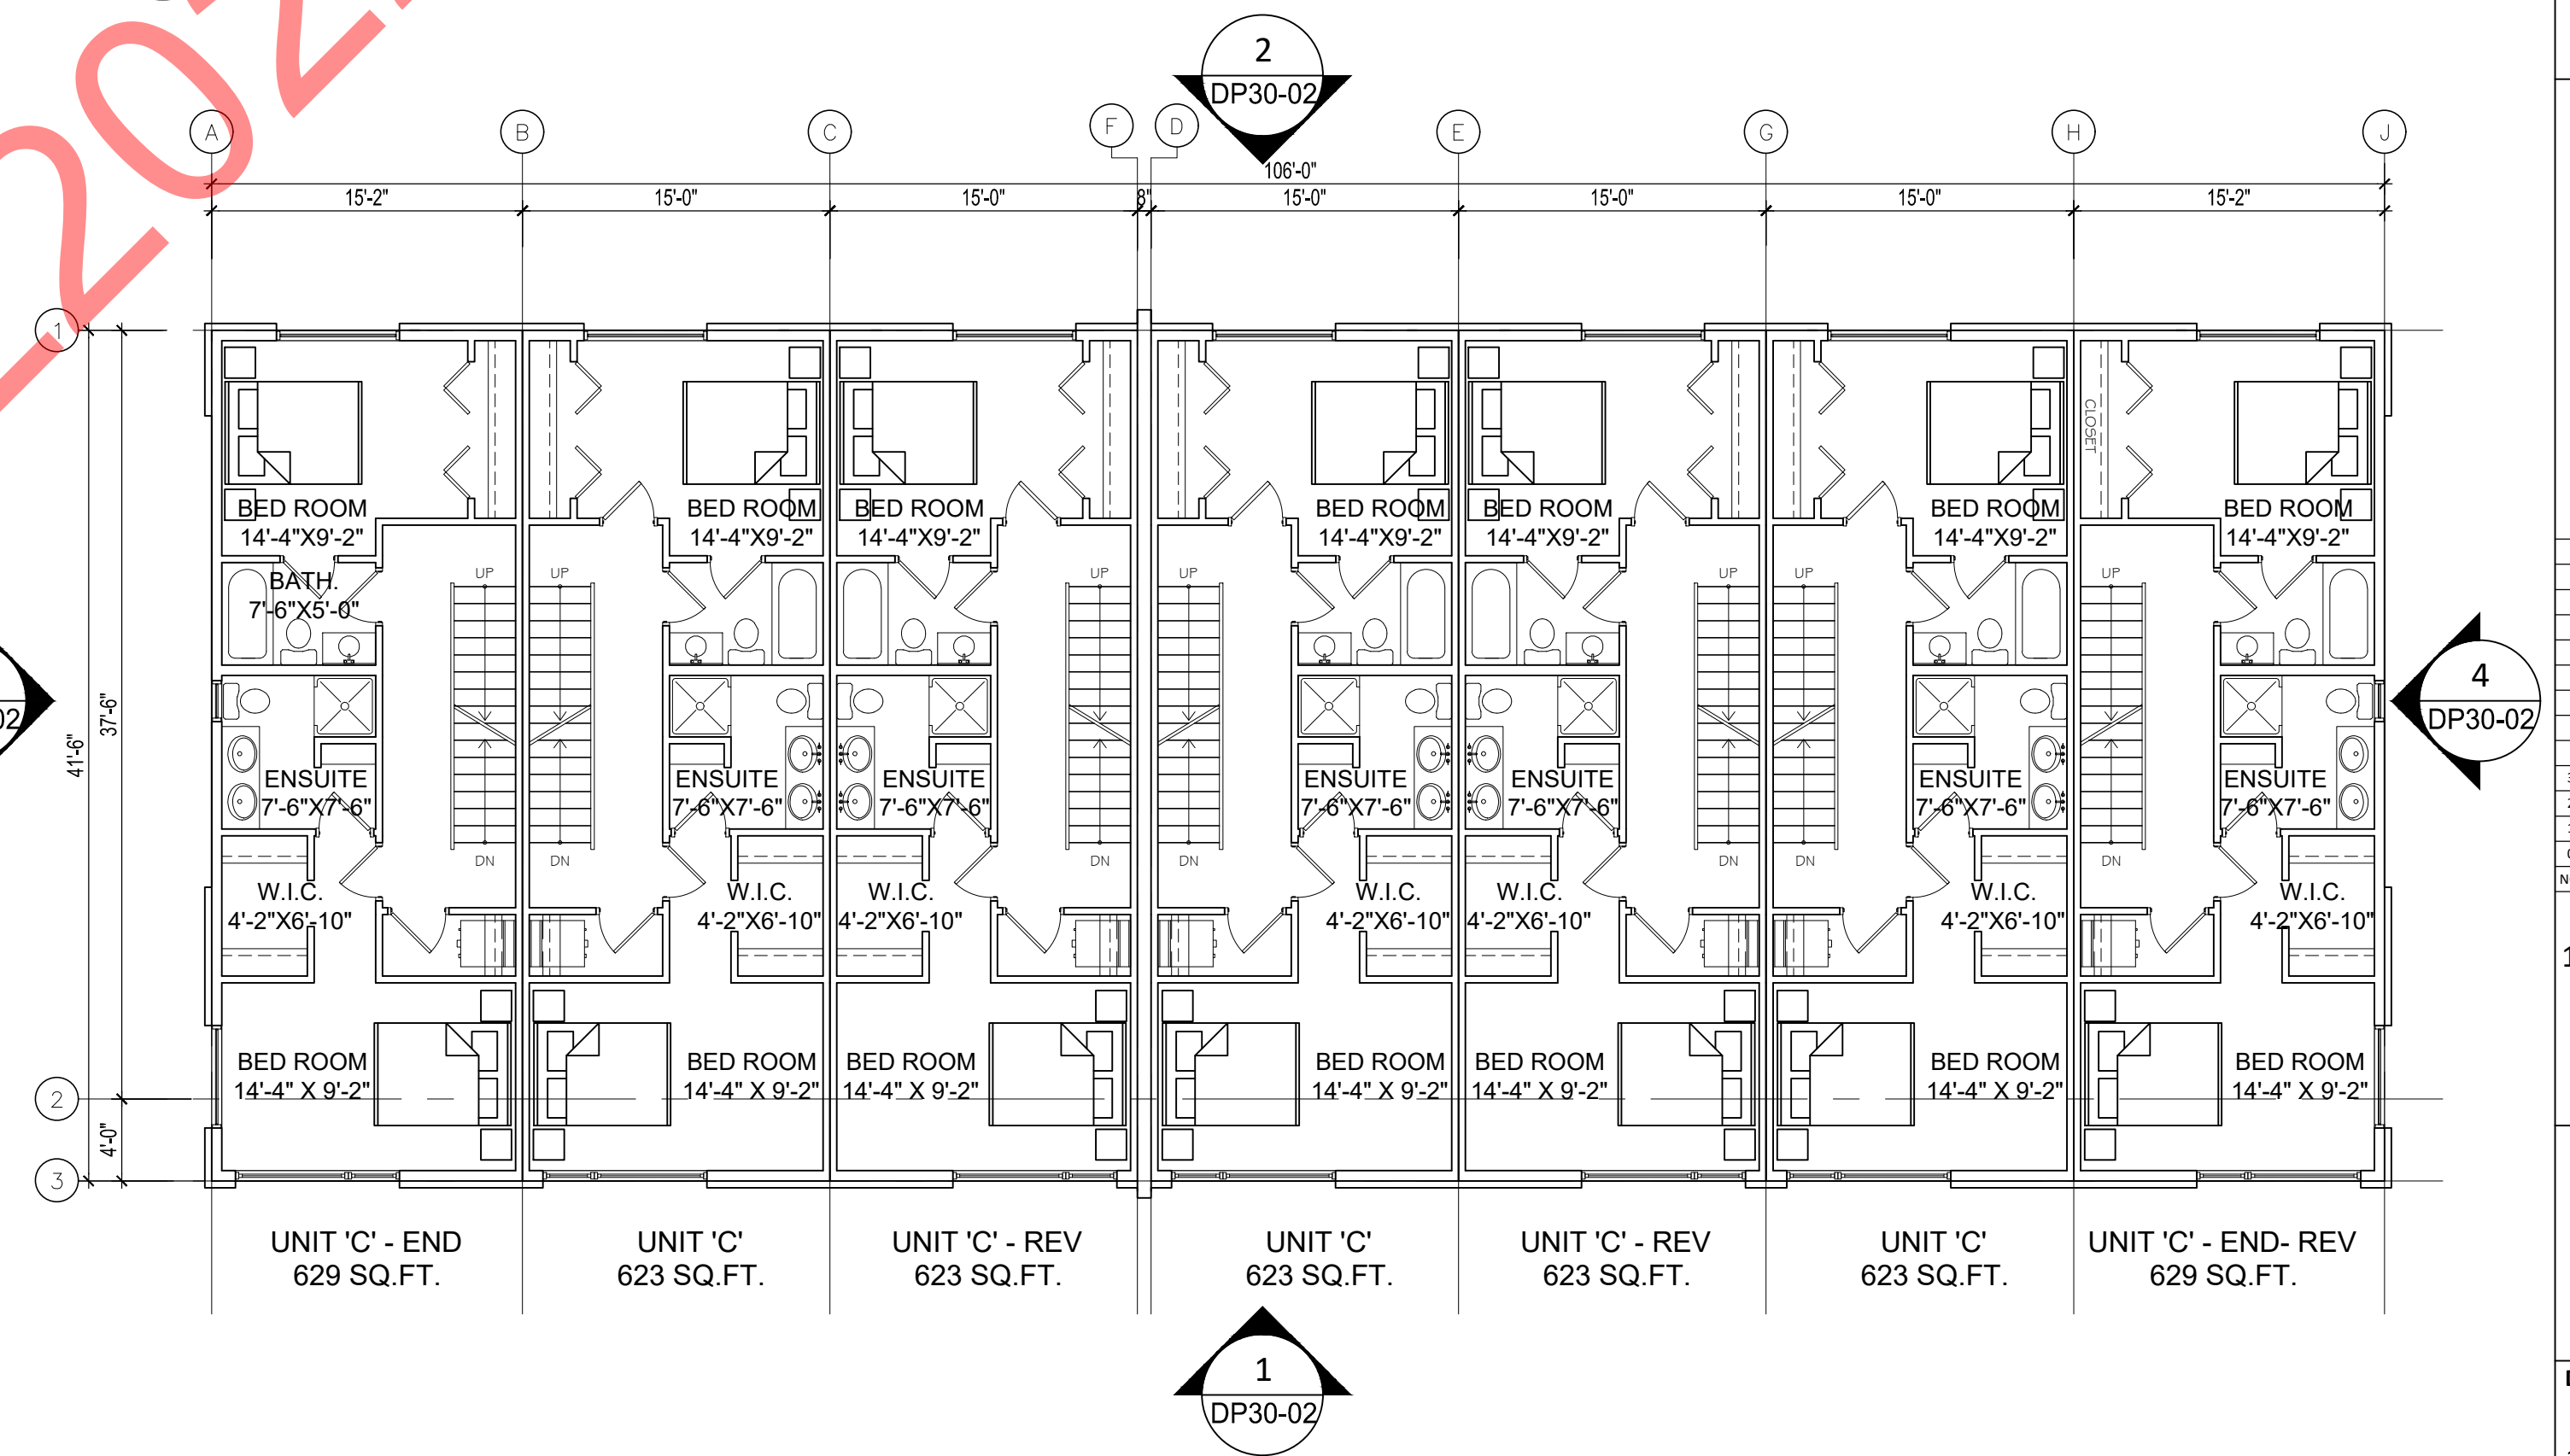 202
2
DP30-02
A
B
C
F
D
E
G
H
J
106'-0"
15'-2"
15'-0"
15'-0"
8"
15'-0"
15'-0"
15'-0"
15'-2"
1
2
3
41'-6"
37'-6"
4'-0"
02
4
DP30-02
CLOSET
BED ROOM
14'-4"X9'-2"
BED ROOM
14'-4"X9'-2"
BED ROOM
14'-4"X9'-2"
BED ROOM
14'-4"X9'-2"
BED ROOM
14'-4"X9'-2"
BED ROOM
14'-4"X9'-2"
BED ROOM
14'-4"X9'-2"
BATH.
7'-6"X5'-0"
UP
UP
UP
UP
UP
UP
UP
ENSUITE
7'-6"X7'-6"
ENSUITE
7'-6"X7'-6"
ENSUITE
7'-6"X7'-6"
ENSUITE
7'-6"X7'-6"
ENSUITE
7'-6"X7'-6"
ENSUITE
7'-6"X7'-6"
ENSUITE
7'-6"X7'-6"
DN
DN
DN
DN
DN
DN
DN
W.I.C.
4'-2"X6'-10"
W.I.C.
4'-2"X6'-10"
W.I.C.
4'-2"X6'-10"
W.I.C.
4'-2"X6'-10"
W.I.C.
4'-2"X6'-10"
W.I.C.
4'-2"X6'-10"
W.I.C.
4'-2"X6'-10"
BED ROOM
14'-4" X 9'-2"
BED ROOM
14'-4" X 9'-2"
BED ROOM
14'-4" X 9'-2"
BED ROOM
14'-4" X 9'-2"
BED ROOM
14'-4" X 9'-2"
BED ROOM
14'-4" X 9'-2"
BED ROOM
14'-4" X 9'-2"
UNIT 'C' - END
629 SQ.FT.
UNIT 'C'
623 SQ.FT.
UNIT 'C' - REV
623 SQ.FT.
UNIT 'C'
623 SQ.FT.
UNIT 'C' - REV
623 SQ.FT.
UNIT 'C'
623 SQ.FT.
UNIT 'C' - END- REV
629 SQ.FT.
1
DP30-02